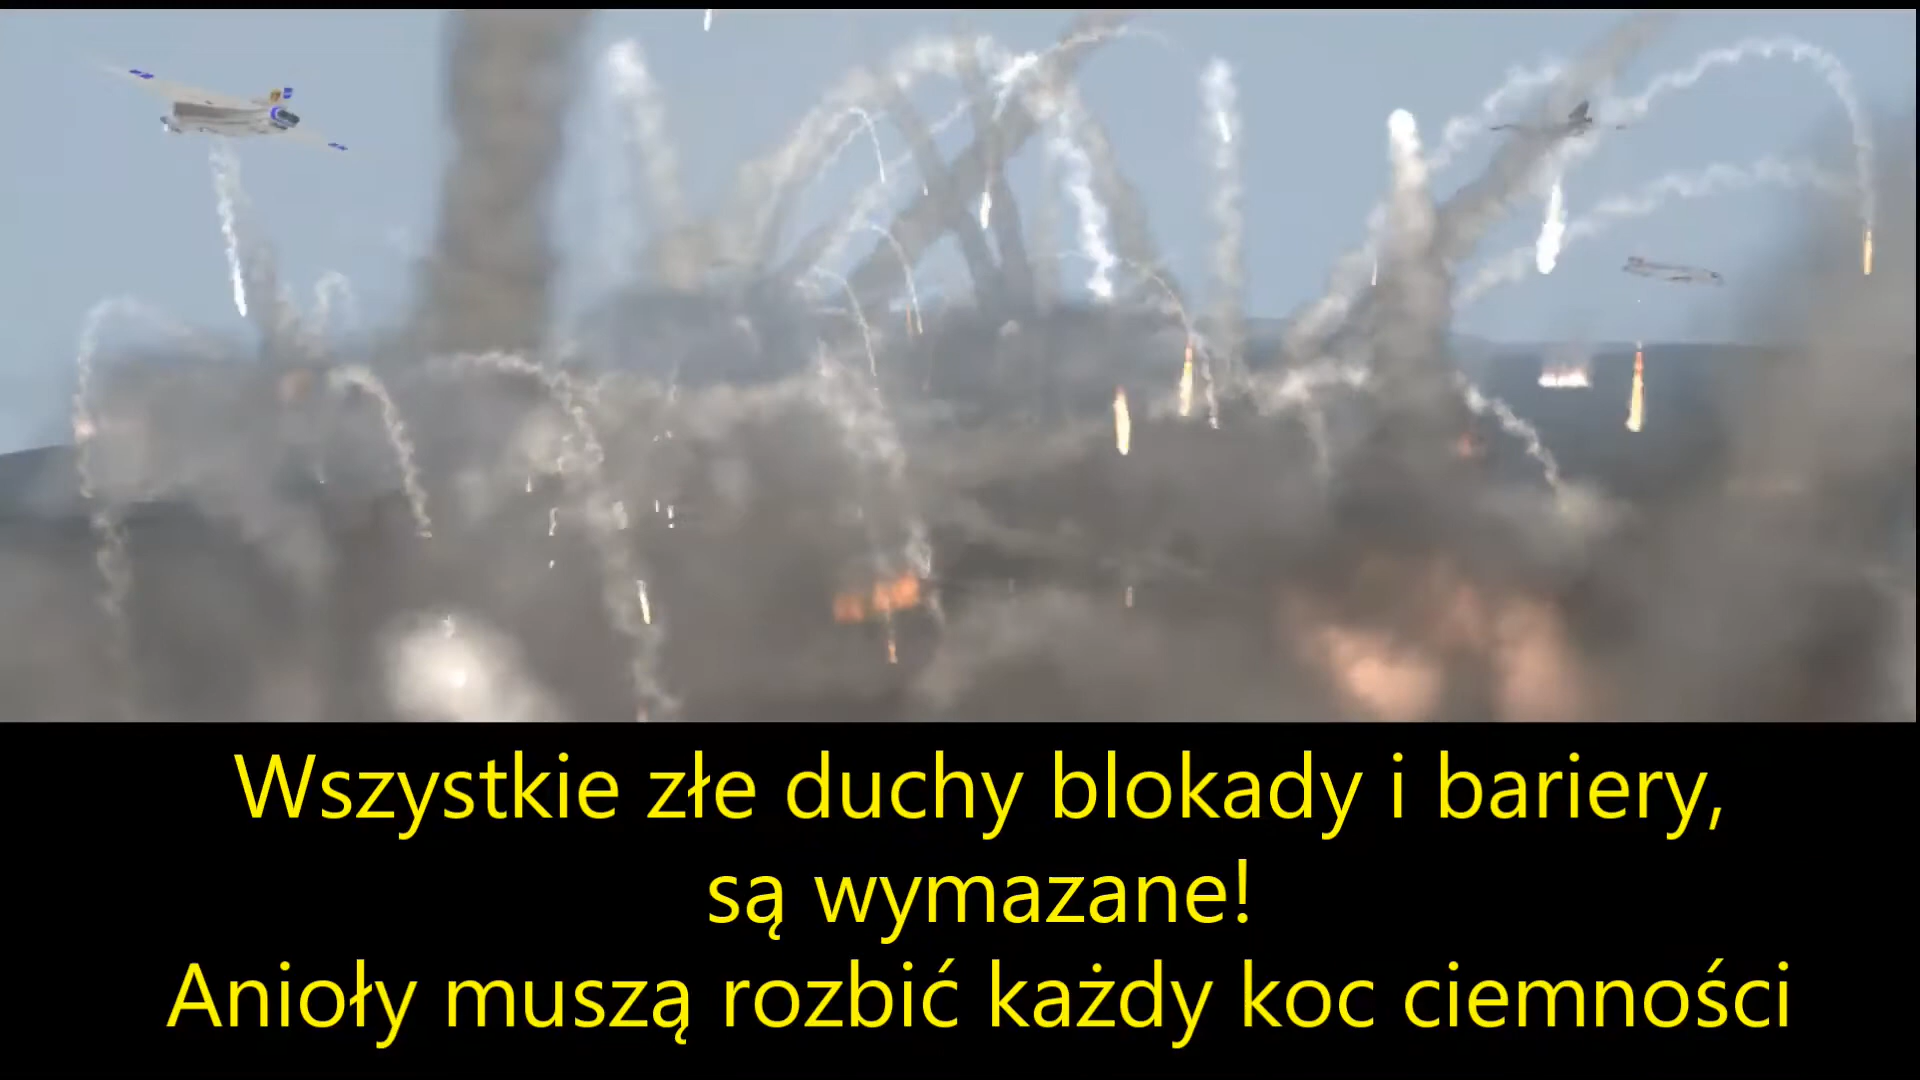 Wszystkie złe duchy blokady i bariery,
są wymazane!
Anioły muszą rozbić każdy koc ciemności